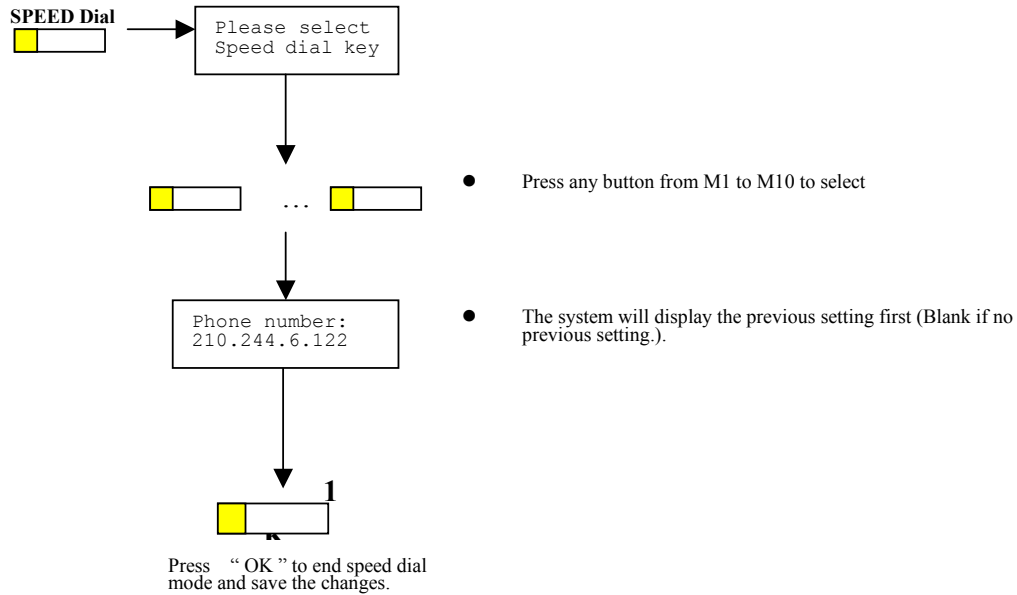 SPEED Dial
Please select
Speed dial key
...
● Press any button from M1 to M10 to select
Phone number:
210.244.6.122
● The system will display the previous setting first (Blank if no
previous setting.).
1
Press “ OK ” to end speed dial
mode and save the changes.